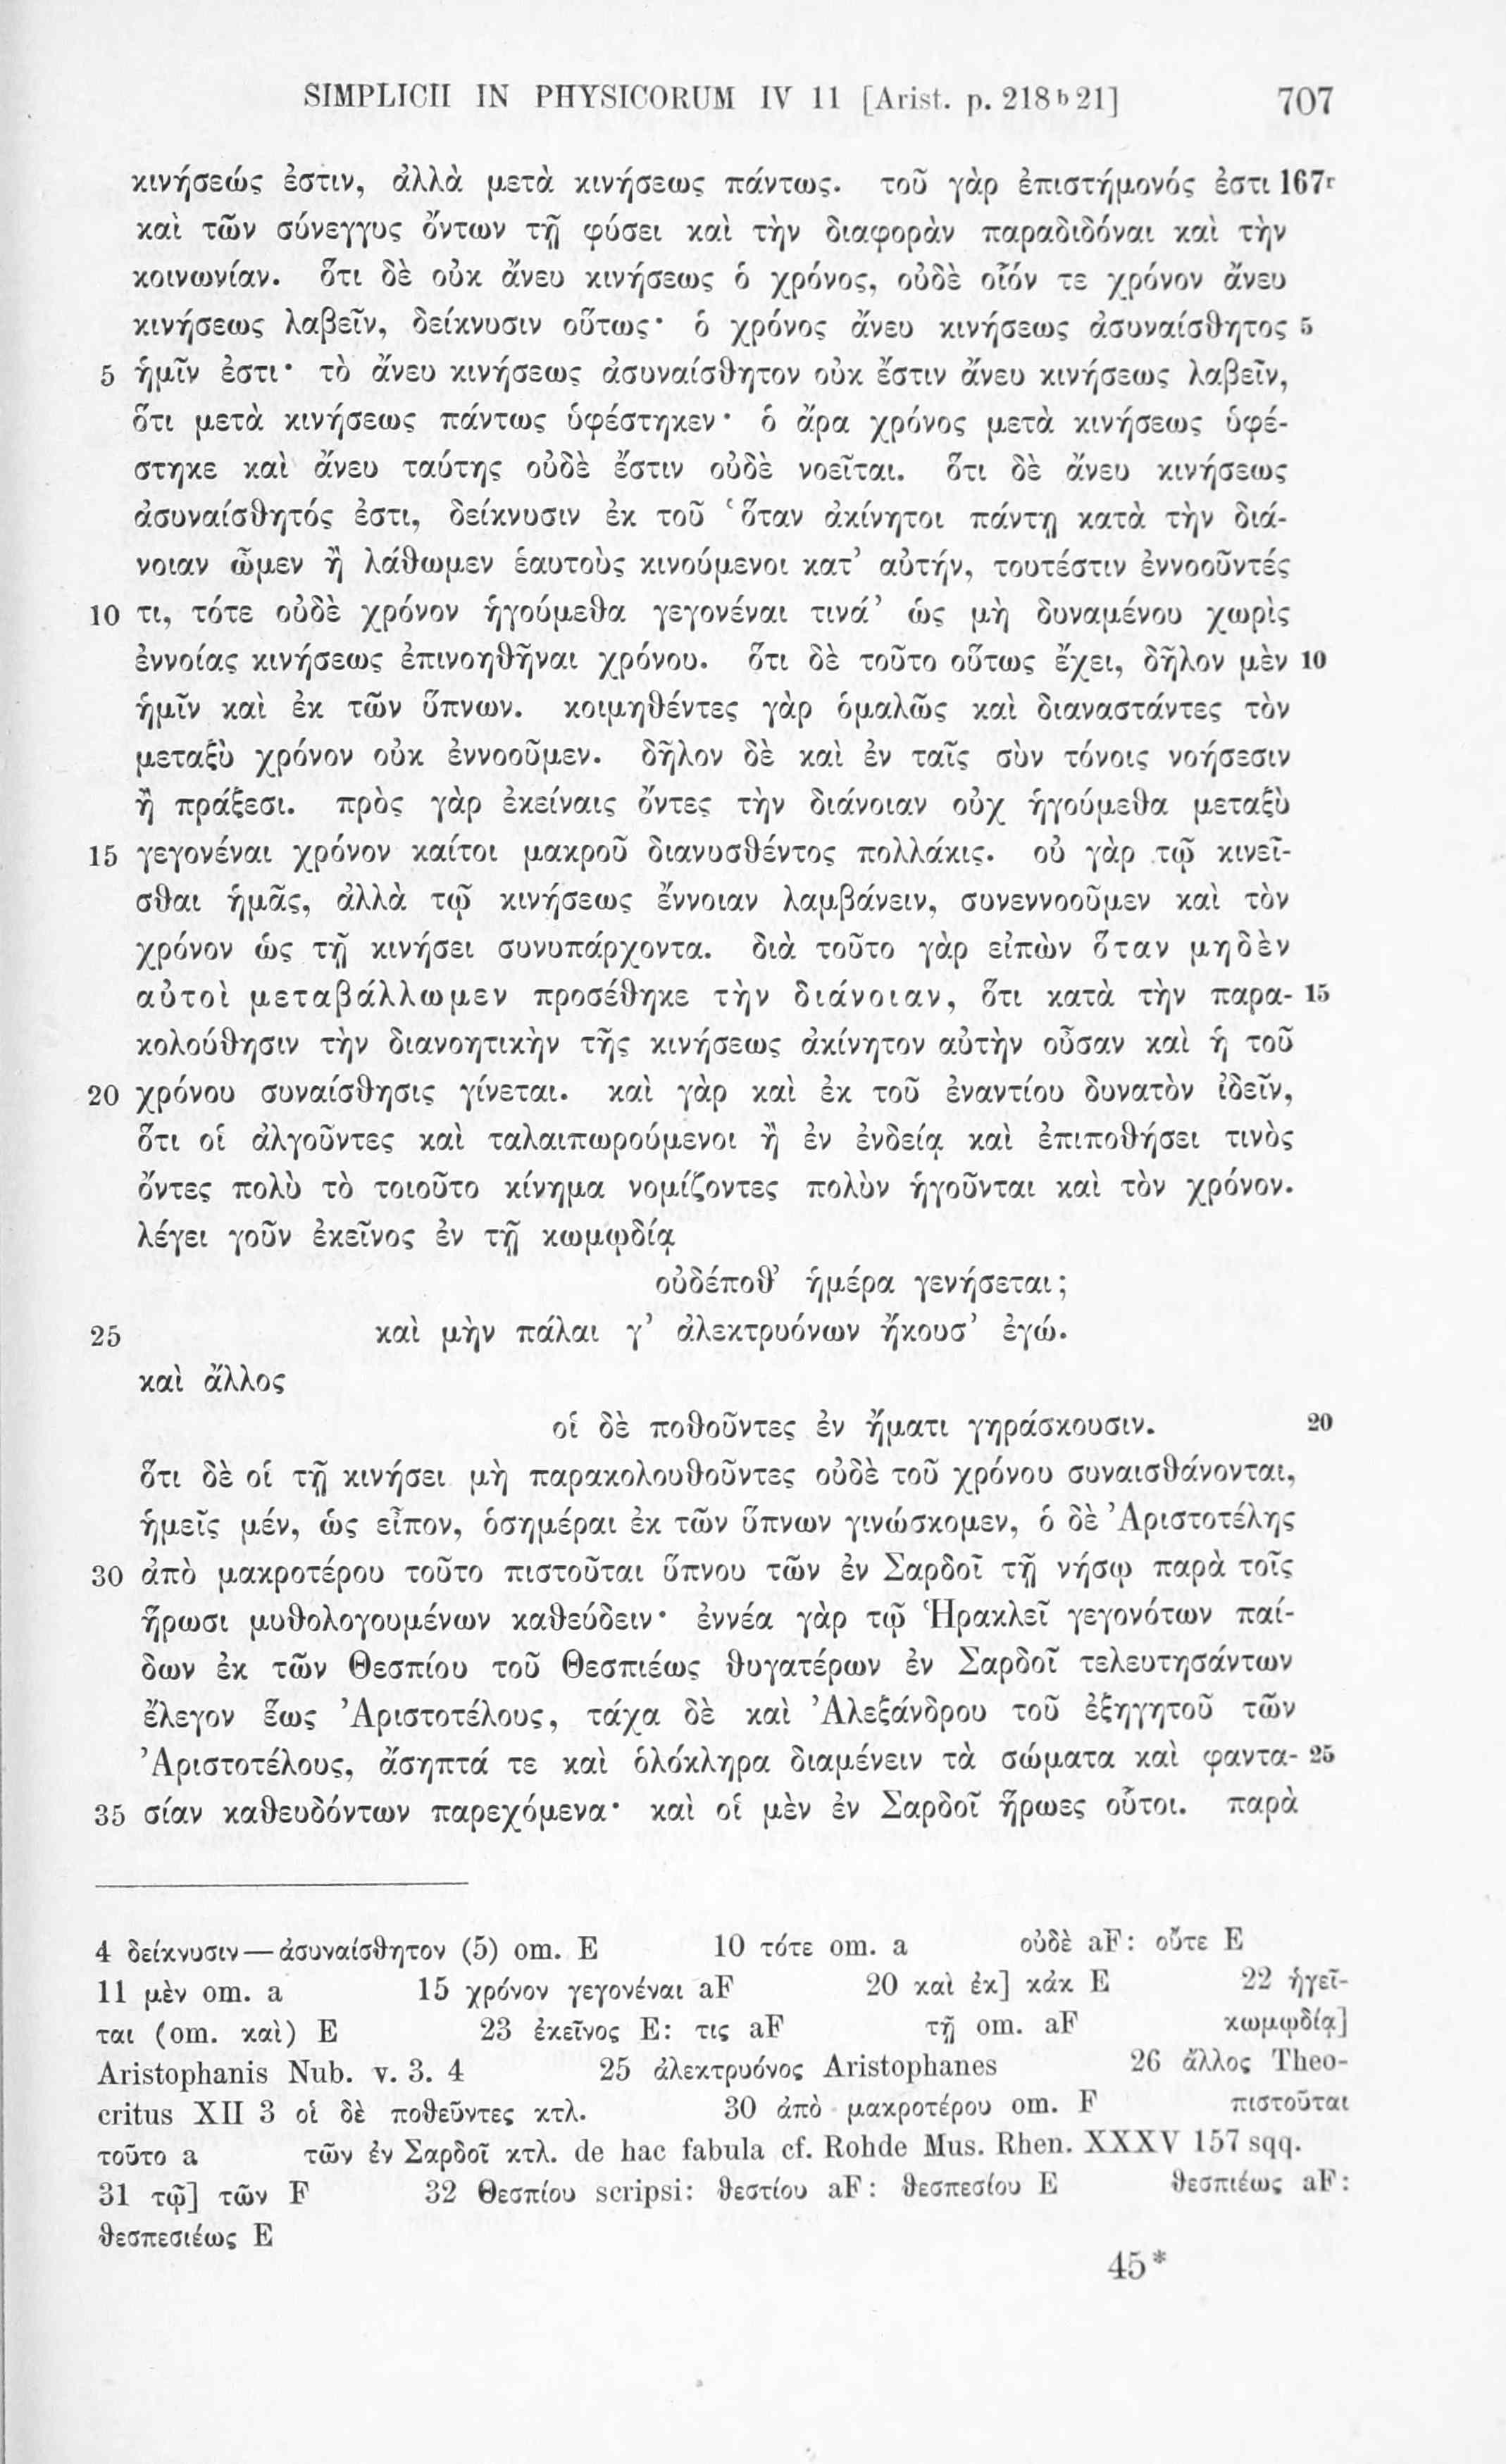 SIMPLICII IN PHYSICORUM IV 11 [Arist. p. 218ᵇ21] 707
κινήσεώς ἐστιν, ἀλλὰ μετὰ κινήσεως πάντως. τοῦ γὰρ ἐπιστήμονός ἐστι 167ʳ
καὶ τῶν σύνεγγυς ὄντων τῇ φύσει καὶ τὴν διαφορὰν παραδιδόναι καὶ τὴν
κοινωνίαν. ὅτι δὲ οὐκ ἄνευ κινήσεως ὁ χρόνος, οὐδὲ οἷόν τε χρόνον ἄνευ
κινήσεως λαβεῖν, δείκνυσιν οὕτως· ὁ χρόνος ἄνευ κινήσεως ἀσυναίσθητος 5
5 ἡμῖν ἐστι· τὸ ἄνευ κινήσεως ἀσυναίσθητον οὐκ ἔστιν ἄνευ κινήσεως λαβεῖν,
ὅτι μετὰ κινήσεως πάντως ὑφέστηκεν· ὁ ἄρα χρόνος μετὰ κινήσεως ὑφέ-
στηκε καὶ ἄνευ ταύτης οὐδὲ ἔστιν οὐδὲ νοεῖται. ὅτι δὲ ἄνευ κινήσεως
ἀσυναίσθητός ἐστι, δείκνυσιν ἐκ τοῦ ‘ὅταν ἀκίνητοι πάντῃ κατὰ τὴν διά-
νοιαν ὦμεν ἢ λάθωμεν ἑαυτοὺς κινούμενοι κατ’ αὐτήν, τουτέστιν ἐννοοῦντές
10 τι, τότε οὐδὲ χρόνον ἡγούμεθα γεγονέναι τινά’ ὡς μὴ δυναμένου χωρὶς
ἐννοίας κινήσεως ἐπινοηθῆναι χρόνου. ὅτι δὲ τοῦτο οὕτως ἔχει, δῆλον μὲν 10
ἡμῖν καὶ ἐκ τῶν ὕπνων. κοιμηθέντες γὰρ ὁμαλῶς καὶ διαναστάντες τὸν
μεταξὺ χρόνον οὐκ ἐννοοῦμεν. δῆλον δὲ καὶ ἐν ταῖς σὺν τόνοις νοήσεσιν
ἢ πράξεσι. πρὸς γὰρ ἐκείναις ὄντες τὴν διάνοιαν οὐχ ἡγούμεθα μεταξὺ
15 γεγονέναι χρόνον καίτοι μακροῦ διανυσθέντος πολλάκις. οὐ γὰρ τῷ κινεῖ-
σθαι ἡμᾶς, ἀλλὰ τῷ κινήσεως ἔννοιαν λαμβάνειν, συνεννοοῦμεν καὶ τὸν
χρόνον ὡς τῇ κινήσει συνυπάρχοντα. διὰ τοῦτο γὰρ εἰπὼν ὅταν μηδὲν
αὐτοὶ μεταβάλλωμεν προσέθηκε τὴν διάνοιαν, ὅτι κατὰ τὴν παρα- 15
κολούθησιν τὴν διανοητικὴν τῆς κινήσεως ἀκίνητον αὐτὴν οὖσαν καὶ ἡ τοῦ
20 χρόνου συναίσθησις γίνεται. καὶ γὰρ καὶ ἐκ τοῦ ἐναντίου δυνατὸν ἰδεῖν,
ὅτι οἱ ἀλγοῦντες καὶ ταλαιπωρούμενοι ἢ ἐν ἐνδείᾳ καὶ ἐπιποθήσει τινὸς
ὄντες πολὺ τὸ τοιοῦτο κίνημα νομίζοντες πολὺν ἡγοῦνται καὶ τὸν χρόνον.
λέγει γοῦν ἐκεῖνος ἐν τῇ κωμῳδίᾳ
οὐδέποθ’ ἡμέρα γενήσεται;
25 καὶ μὴν πάλαι γ’ ἀλεκτρυόνων ἤκουσ’ ἐγώ.
καὶ ἄλλος
οἱ δὲ ποθοῦντες ἐν ἤματι γηράσκουσιν. 20
ὅτι δὲ οἱ τῇ κινήσει μὴ παρακολουθοῦντες οὐδὲ τοῦ χρόνου συναισθάνονται,
ἡμεῖς μέν, ὡς εἶπον, ὁσημέραι ἐκ τῶν ὕπνων γινώσκομεν, ὁ δὲ Ἀριστοτέλης
30 ἀπὸ μακροτέρου τοῦτο πιστοῦται ὕπνου τῶν ἐν Σαρδοῖ τῇ νήσῳ παρὰ τοῖς
ἥρωσι μυθολογουμένων καθεύδειν· ἐννέα γὰρ τῷ Ἡρακλεῖ γεγονότων παί-
δων ἐκ τῶν Θεσπίου τοῦ Θεσπιέως θυγατέρων ἐν Σαρδοῖ τελευτησάντων
ἔλεγον ἕως Ἀριστοτέλους, τάχα δὲ καὶ Ἀλεξάνδρου τοῦ ἐξηγητοῦ τῶν
Ἀριστοτέλους, ἄσηπτά τε καὶ ὁλόκληρα διαμένειν τὰ σώματα καὶ φαντα- 25
35 σίαν καθευδόντων παρεχόμενα· καὶ οἱ μὲν ἐν Σαρδοῖ ἥρωες οὗτοι. παρὰ
4 δείκνυσιν—ἀσυναίσθητον (5) om. E 10 τότε om. a οὐδὲ aF: οὔτε E
11 μὲν om. a 15 χρόνον γεγονέναι aF 20 καὶ ἐκ] κἀκ E 22 ἡγεῖ-
ται (om. καὶ) E 23 ἐκεῖνος E: τις aF τῇ om. aF κωμῳδίᾳ]
Aristophanis Nub. v. 3. 4 25 ἀλεκτρυόνος Aristophanes 26 ἄλλος Theo-
critus XII 3 οἱ δὲ ποθεῦντες κτλ. 30 ἀπὸ μακροτέρου om. F πιστοῦται
τοῦτο a τῶν ἐν Σαρδοῖ κτλ. de hac fabula cf. Rohde Mus. Rhen. XXXV 157 sqq.
31 τῷ] τῶν F 32 Θεσπίου scripsi: θεστίου aF: θεσπεσίου E θεσπιέως aF:
θεσπεσιέως E
45*